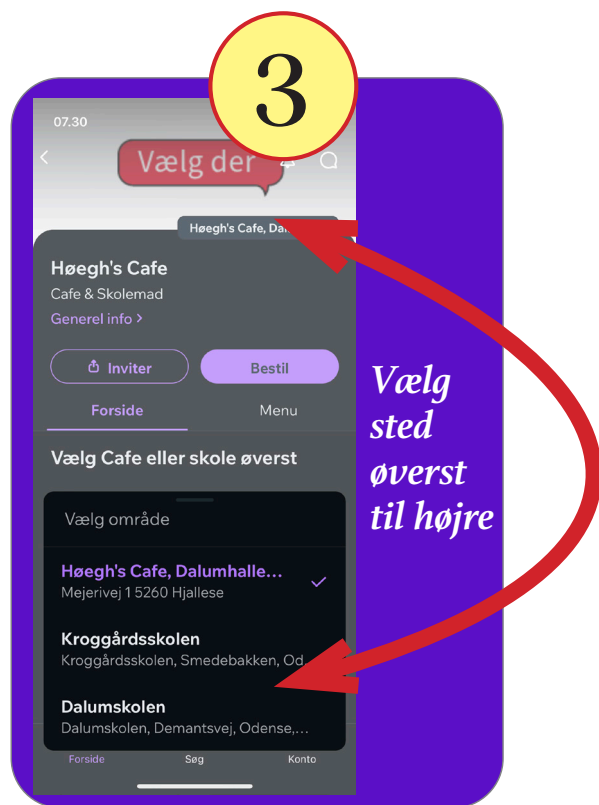 3
07.30
Vælg der
Høegh's Cafe,
Høegh's Cafe
Cafe & Skolemad
Generel info >
Inviter
Bestil
Forside
Menu
Vælg Cafe eller skole øverst
Vælg område
Høegh's Cafe, Dalumhalle...
Mejerivej 1 5260 Hjallese
Kroggårdsskolen
Kroggårdsskolen, Smedebakken, Od
Dalumskolen
Dalumskolen, Demantsvej, Odense,...
Forside
Søg
Konto
Vælg
sted
øverst
til højre